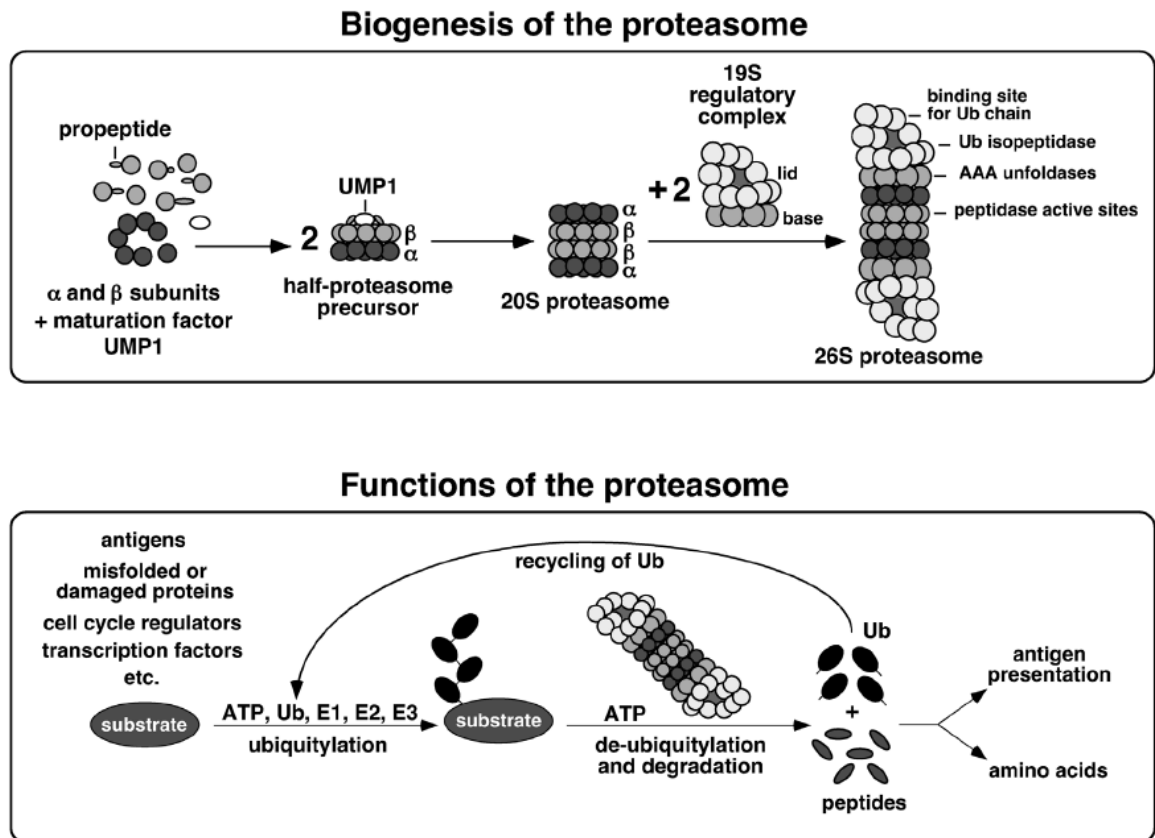 Biogenesis of the proteasome
propeptide
α and β subunits
+ maturation factor
UMP1
2
UMP1
β
α
half-proteasome
precursor
α
β
β
α
20S proteasome
+ 2
19S
regulatory
complex
lid
base
binding site
for Ub chain
Ub isopeptidase
AAA unfoldases
peptidase active sites
26S proteasome
Functions of the proteasome
antigens
misfolded or
damaged proteins
cell cycle regulators
transcription factors
etc.
substrate
ATP, Ub, E1, E2, E3
ubiquitylation
recycling of Ub
substrate
ATP
de-ubiquitylation
and degradation
Ub
+
peptides
antigen
presentation
amino acids